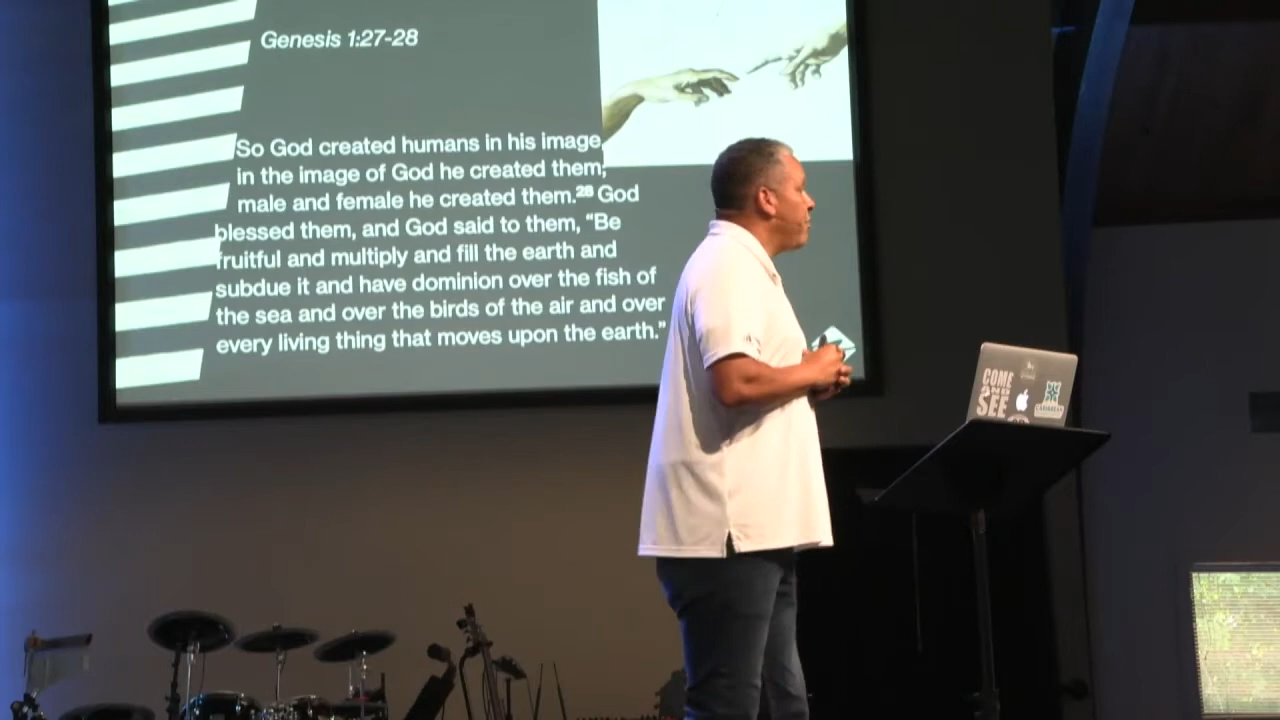 Genesis 1:27-28
So God created humans in his image,
in the image of God he created them;
male and female he created them.²⁸ God
blessed them, and God said to them, “Be
fruitful and multiply and fill the earth and
subdue it and have dominion over the fish of
the sea and over the birds of the air and over
every living thing that moves upon the earth.”
COME
AND
SEE
CARIBBEAN